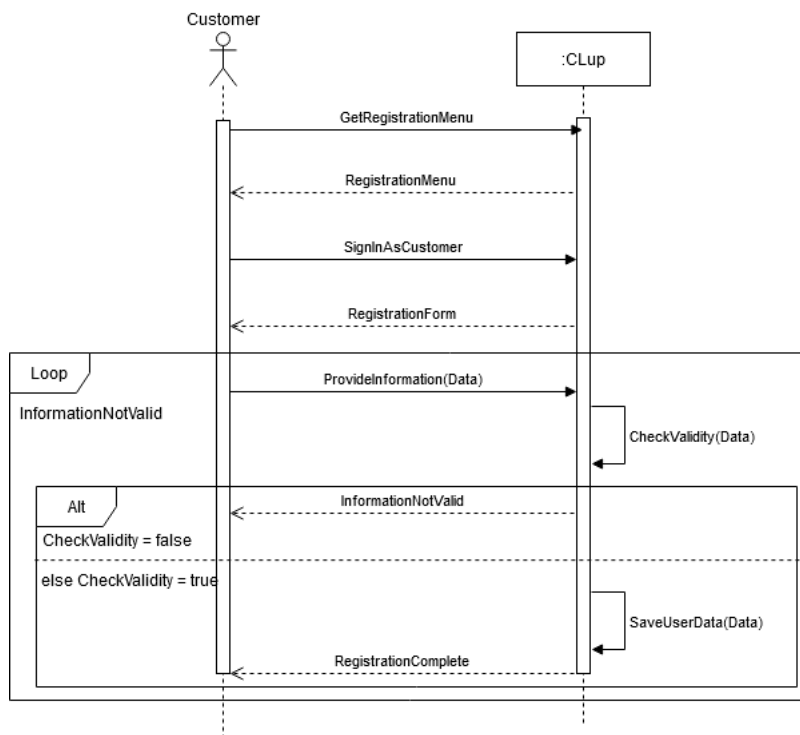 Customer
:CLup
GetRegistrationMenu
RegistrationMenu
SignInAsCustomer
RegistrationForm
Loop
ProvideInformation(Data)
InformationNotValid
CheckValidity(Data)
Alt
InformationNotValid
CheckValidity = false
else CheckValidity = true
SaveUserData(Data)
RegistrationComplete